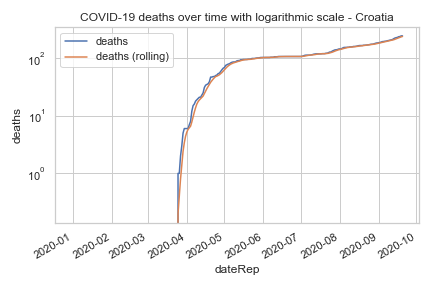 COVID-19 deaths over time with logarithmic scale - Croatia
deaths
deaths (rolling)
10²
10¹
10⁰
deaths
2020-01
2020-02
2020-03
2020-04
2020-05
2020-06
2020-07
2020-08
2020-09
2020-10
dateRep